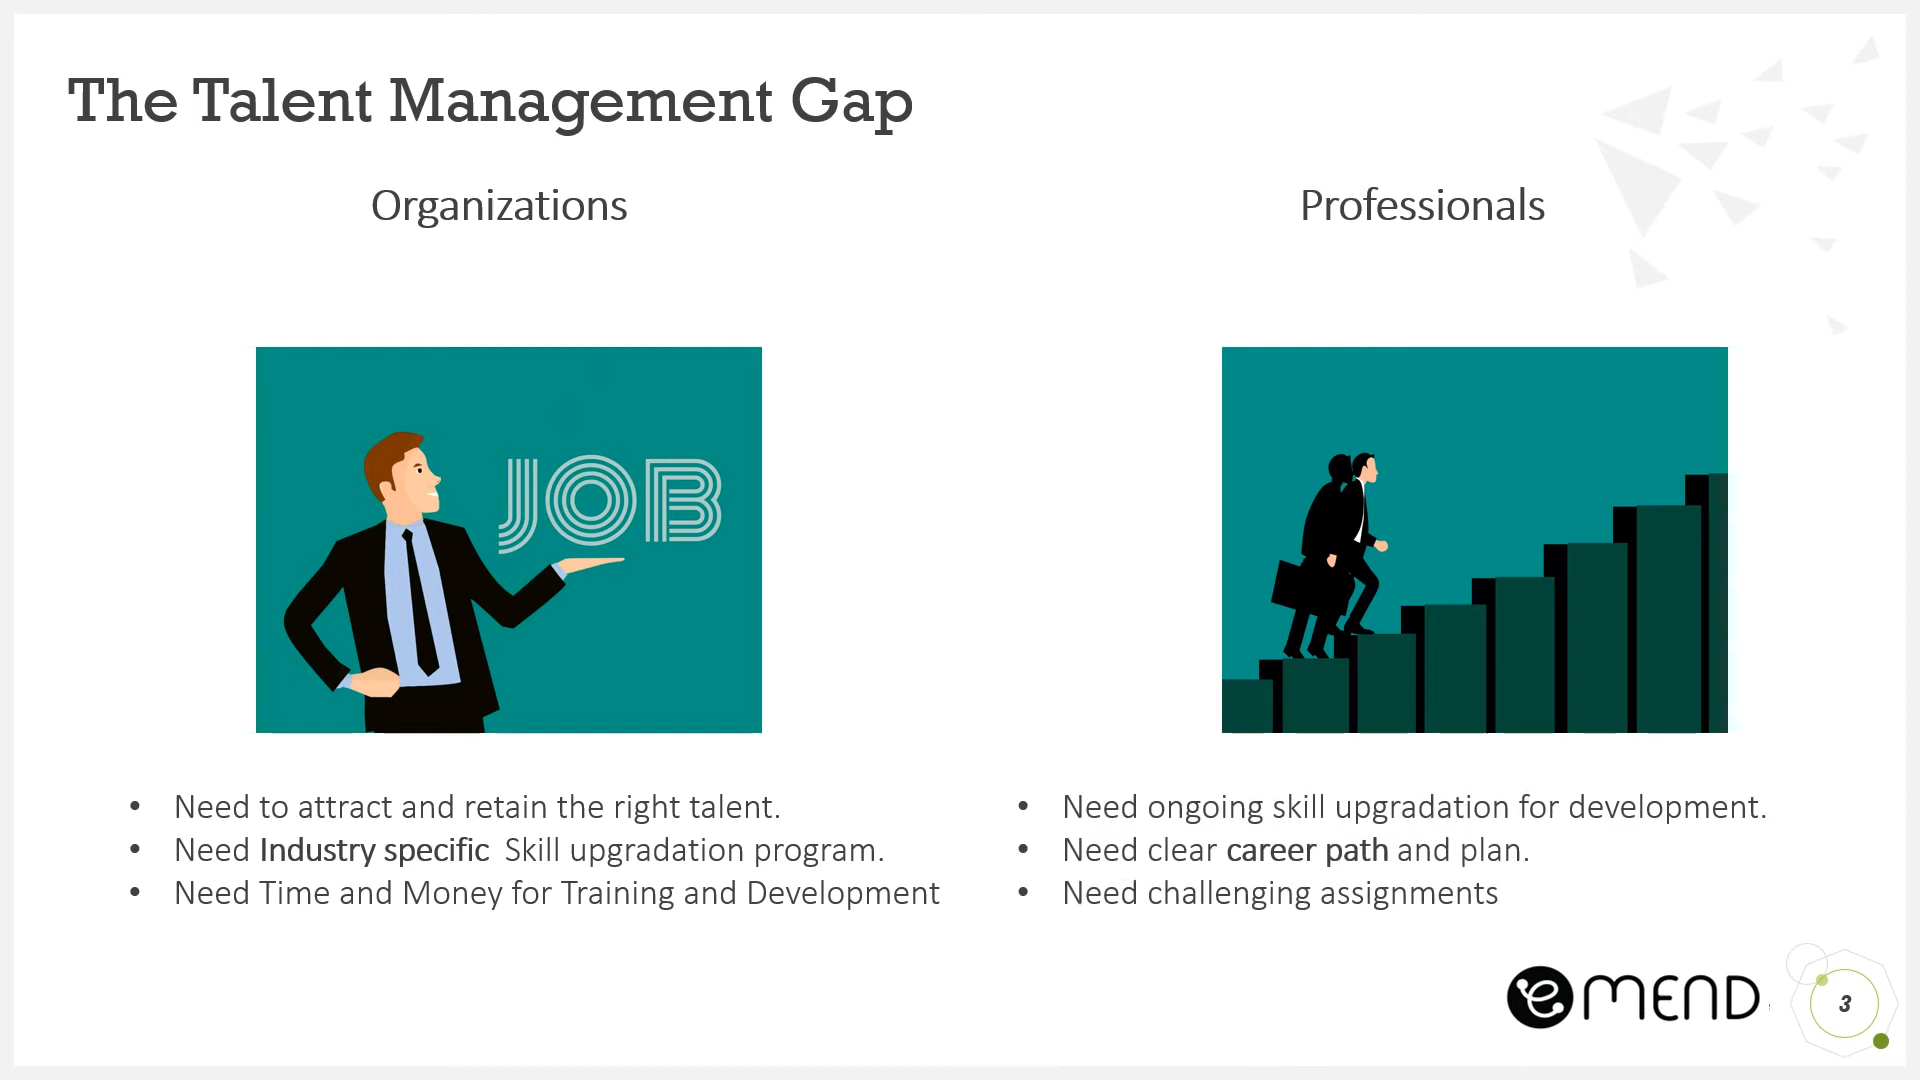 The Talent Management Gap
Organizations
Professionals
JOB
• Need to attract and retain the right talent.
• Need Industry specific Skill upgradation program.
• Need Time and Money for Training and Development
• Need ongoing skill upgradation for development.
• Need clear career path and plan.
• Need challenging assignments
e MEND
3